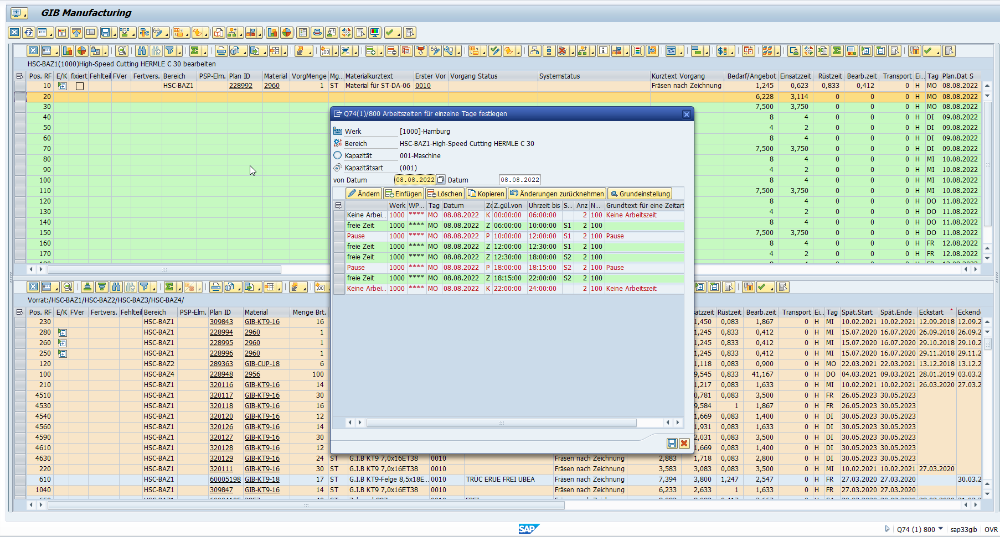 GIB Manufacturing
HSC-BAZ1(1000)High-Speed Cutting HERMLE C 30 bearbeiten
Pos. RF E/K fixiert Fehlteil FVer Fertvers. Bereich PSP-Elm. Plan ID Material VorgMenge Mg... Materialkurztext Erster Vor Vorgang Status Systemstatus Kurztext Vorgang Bedarf/Angebot Einsatzzeit Rüstzeit Bearb.zeit Transport Ei... Tag Plan.Dat S
10 HSC-BAZ1 228992 2960 1 ST Material für ST-DA-06 0010 Fräsen nach Zeichnung 1,245 0,623 0,833 0,412 0 H MO 08.08.2022
20 6,228 3,114 0 0 0 H MO 08.08.2022
30 7,500 3,750 0 0 0 H MO 08.08.2022
40 8 4 0 0 0 H DI 09.08.2022
50 4 2 0 0 0 H DI 09.08.2022
60 8 4 0 0 0 H DI 09.08.2022
70 7,500 3,750 0 0 0 H DI 09.08.2022
80 8 4 0 0 0 H MI 10.08.2022
90 4 2 0 0 0 H MI 10.08.2022
100 8 4 0 0 0 H MI 10.08.2022
110 7,500 3,750 0 0 0 H MI 10.08.2022
120 8 4 0 0 0 H DO 11.08.2022
130 4 2 0 0 0 H DO 11.08.2022
140 8 4 0 0 0 H DO 11.08.2022
150 7,500 3,750 0 0 0 H DO 11.08.2022
160 8 4 0 0 0 H FR 12.08.2022
170 4 2 0 0 0 H FR 12.08.2022
Q74(1)/800 Arbeitszeiten für einzelne Tage festlegen
Werk [1000]-Hamburg
Bereich HSC-BAZ1-High-Speed Cutting HERMLE C 30
Kapazität 001-Maschine
Kapazitätsart (001)
von Datum 08.08.2022 Datum 08.08.2022
Ändern Einfügen Löschen Kopieren Änderungen zurücknehmen Grundeinstellung
Werk WP... Tag Datum Ze Z.gül.von Uhrzeit bis S... Anz N... Grundtext für eine Zeitart
Keine Arbei... 1000 **** MO 08.08.2022 K 00:00:00 06:00:00 2 100 Keine Arbeitszeit
freie Zeit 1000 **** MO 08.08.2022 Z 06:00:00 10:00:00 S1 2 100
Pause 1000 **** MO 08.08.2022 P 10:00:00 12:00:00 S1 2 100 Pause
freie Zeit 1000 **** MO 08.08.2022 Z 12:00:00 12:30:00 S1 2 100
freie Zeit 1000 **** MO 08.08.2022 Z 12:30:00 18:00:00 S2 2 100
Pause 1000 **** MO 08.08.2022 P 18:00:00 18:15:00 S2 2 100 Pause
freie Zeit 1000 **** MO 08.08.2022 Z 18:15:00 22:00:00 S2 2 100
Keine Arbei... 1000 **** MO 08.08.2022 K 22:00:00 24:00:00 2 100 Keine Arbeitszeit
Vorrat:/HSC-BAZ1/HSC-BAZ2/HSC-BAZ3/HSC-BAZ4/
Pos. RF E/K FVer Fertvers. Fehlteil Bereich PSP-Elm. Plan ID Material Menge Brt. atzzeit Rüstzeit Bearb.zeit Transport Ei... Tag Spät.Start Spät.Ende Eckstart Eckende
230 HSC-BAZ1 309843 GIB-KT9-16 16 1,450 0,083 1,867 0 H MI 10.02.2021 10.02.2021 12.09.2018 12.09.2
280 HSC-BAZ1 228994 2960 1 1,245 0,833 0,412 0 H MI 15.07.2020 16.07.2020 26.09.2018 26.09.2
260 HSC-BAZ1 228995 2960 1 1,245 0,833 0,412 0 H MI 15.07.2020 16.07.2020 29.10.2018 29.10.2
250 HSC-BAZ1 228996 2960 1 1,245 0,833 0,412 0 H MI 15.07.2020 16.07.2020 29.11.2018 29.11.2
120 HSC-BAZ2 289363 GIB-CUP-18 6 1,118 0,083 0,900 0 H MO 22.03.2021 22.03.2021 13.12.2018 13.12.2
100 HSC-BAZ4 228948 2956 100 9,545 0,833 41,167 0 H DO 04.03.2021 09.03.2021 28.01.2019 03.03.2
210 HSC-BAZ1 320116 GIB-KT9-16 14 1,217 0,083 1,633 0 H MI 10.02.2021 10.02.2021 26.03.2020 27.03.2
4510 HSC-BAZ1 320117 GIB-KT9-16 30 0,781 0,083 3,500 0 H FR 26.05.2023 30.05.2023
4530 HSC-BAZ1 320118 GIB-KT9-16 16 9,584 1 1,867 0 H FR 26.05.2023 30.05.2023
4540 HSC-BAZ1 320120 GIB-KT9-16 12 1,669 0,083 1,400 0 H DI 30.05.2023 30.05.2023
4560 HSC-BAZ1 320126 GIB-KT9-16 14 1,931 0,083 1,633 0 H DI 30.05.2023 30.05.2023
4590 HSC-BAZ1 320127 GIB-KT9-16 30 2,031 0,083 3,500 0 H DI 30.05.2023 30.05.2023
4610 HSC-BAZ1 320128 GIB-KT9-16 12 1,669 0,083 1,400 0 H DI 30.05.2023 30.05.2023
4630 HSC-BAZ1 320129 GIB-KT9-16 24 ST G.I.B KT9 7,0x16ET38 0010 Fräsen nach Zeichnung 2,883 1,718 0,083 2,800 0 H DI 30.05.2023 30.05.2023
220 HSC-BAZ1 320111 GIB-KT9-16 30 ST G.I.B KT9 7,0x16ET38 0010 Fräsen nach Zeichnung 3,583 3,083 0,083 3,500 0 H MI 10.02.2021 10.02.2021 27.03.2020
610 HSC-BAZ1 60005198 GIB-KT9-18 17 ST G.I.B KT9-Felge 8,5x18E... 0010 TRÜC ERUE FREI UBEA Fräsen nach Zeichnung 7,394 3,800 1,247 2,547 0 H FR 27.03.2020 27.03.2020 30.03.2
1040 HSC-BAZ1 309847 GIB-KT9-16 14 ST G.I.B KT9 7,0x16ET38 0010 Fräsen nach Zeichnung 6,233 2,633 1 1,633 0 H FR 27.03.2020 27.03.2020
SAP Q74 (1) 800 sap33gib OVR